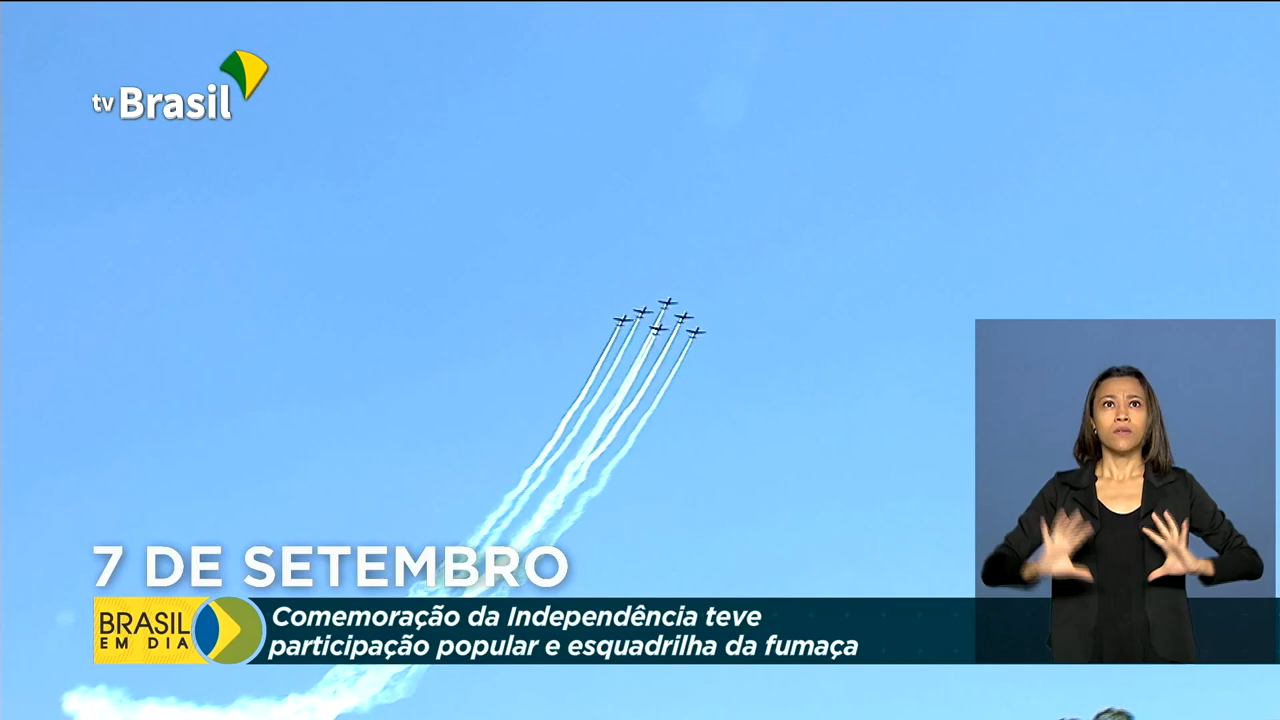 tv Brasil
7 DE SETEMBRO
BRASIL
EM DIA
Comemoração da Independência teve
participação popular e esquadrilha da fumaça